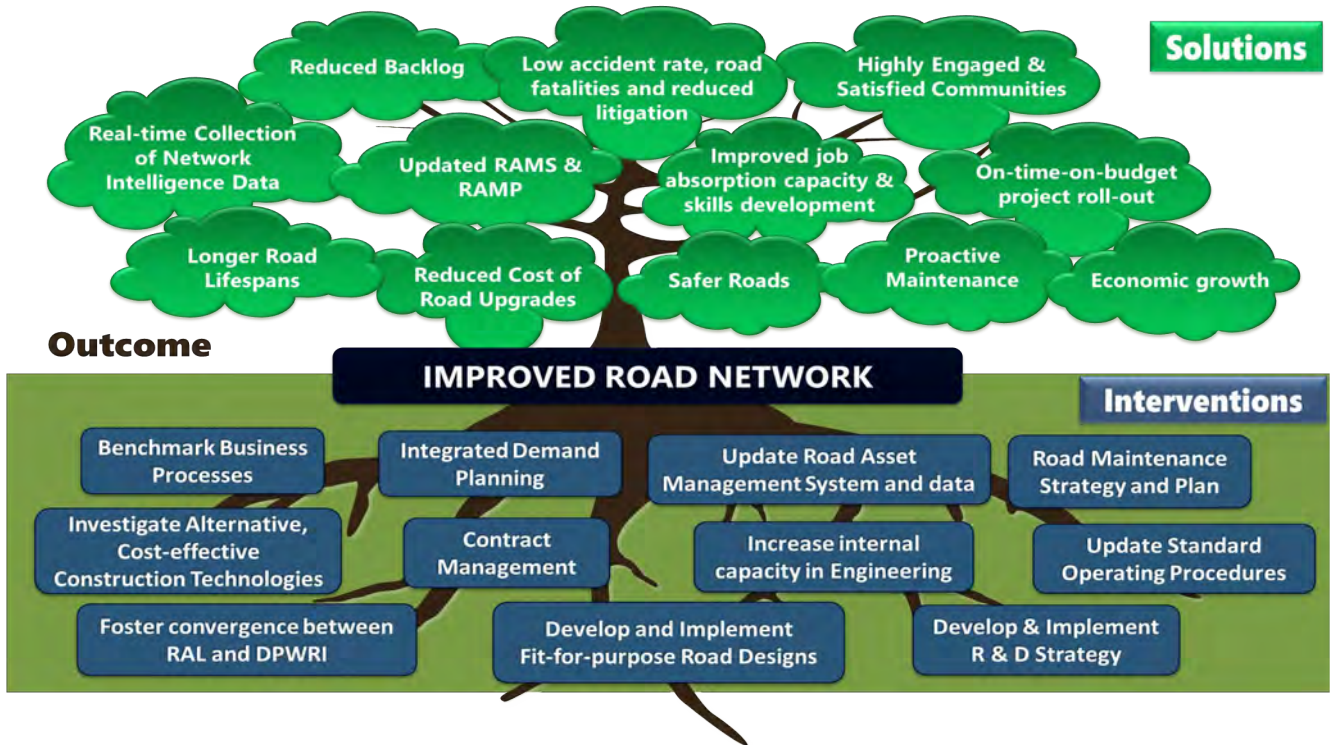 Solutions
Reduced Backlog
Low accident rate, road
fatalities and reduced
litigation
Highly Engaged &
Satisfied Communities
Real-time Collection
of Network
Intelligence Data
Updated RAMS &
RAMP
Improved job
absorption capacity &
skills development
On-time-on-budget
project roll-out
Longer Road
Lifespans
Reduced Cost of
Road Upgrades
Safer Roads
Proactive
Maintenance
Economic growth
Outcome
IMPROVED ROAD NETWORK
Interventions
Benchmark Business
Processes
Integrated Demand
Planning
Update Road Asset
Management System and data
Road Maintenance
Strategy and Plan
Investigate Alternative,
Cost-effective
Construction Technologies
Contract
Management
Increase internal
capacity in Engineering
Update Standard
Operating Procedures
Foster convergence between
RAL and DPWRI
Develop and Implement
Fit-for-purpose Road Designs
Develop & Implement
R & D Strategy